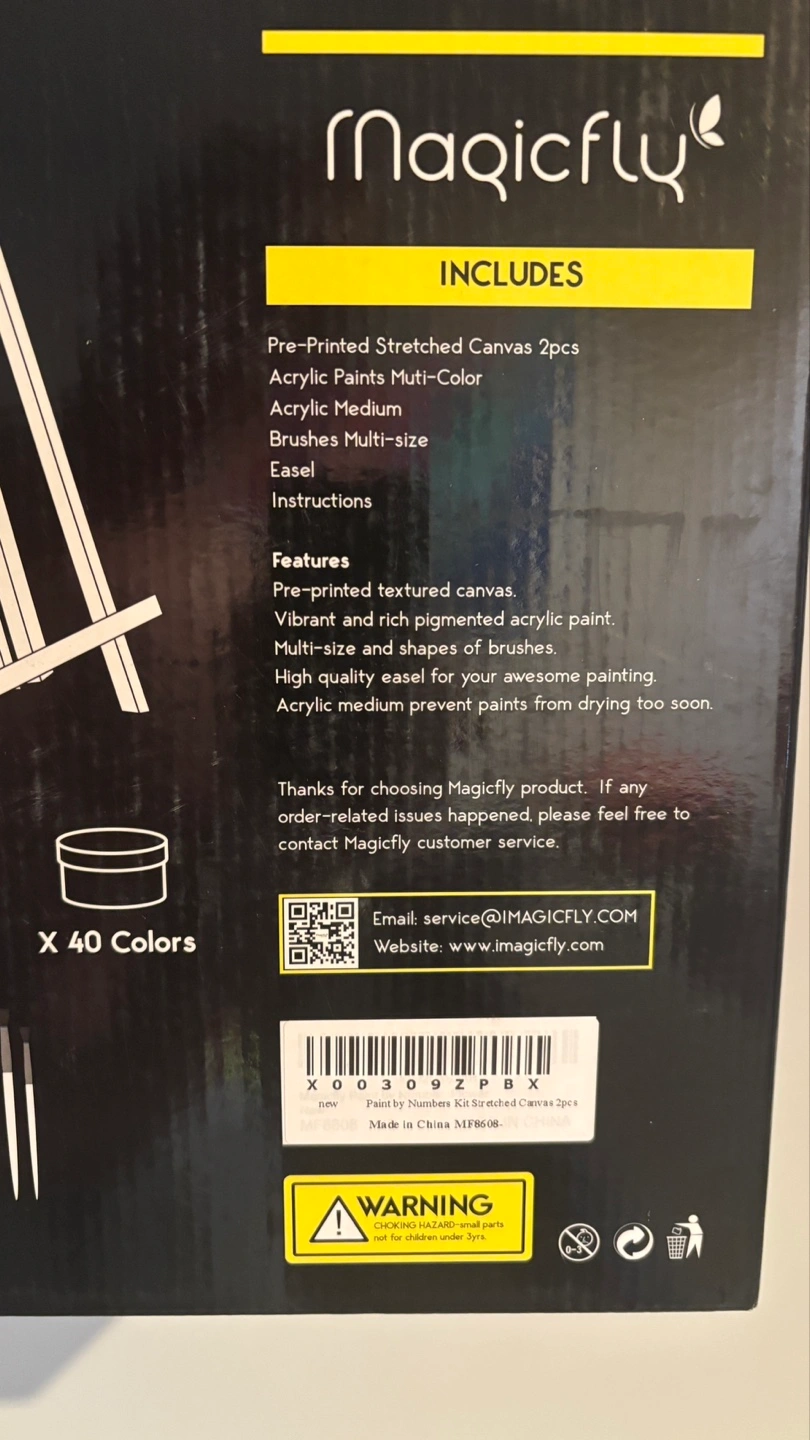 Magicfly
INCLUDES
Pre-Printed Stretched Canvas 2pcs
Acrylic Paints Muti-Color
Acrylic Medium
Brushes Multi-size
Easel
Instructions
Features
Pre-printed textured canvas.
Vibrant and rich pigmented acrylic paint.
Multi-size and shapes of brushes.
High quality easel for your awesome painting.
Acrylic medium prevent paints from drying too soon.
Thanks for choosing Magicfly product. If any
order-related issues happened, please feel free to
contact Magicfly customer service.
X 40 Colors
Email: service@IMAGICFLY.COM
Website: www.imagicfly.com
X00309ZPBX
new Paint by Numbers Kit Stretched Canvas 2pcs
Made in China MF8608-
WARNING
CHOKING HAZARD-small parts
not for children under 3yrs.
0-3